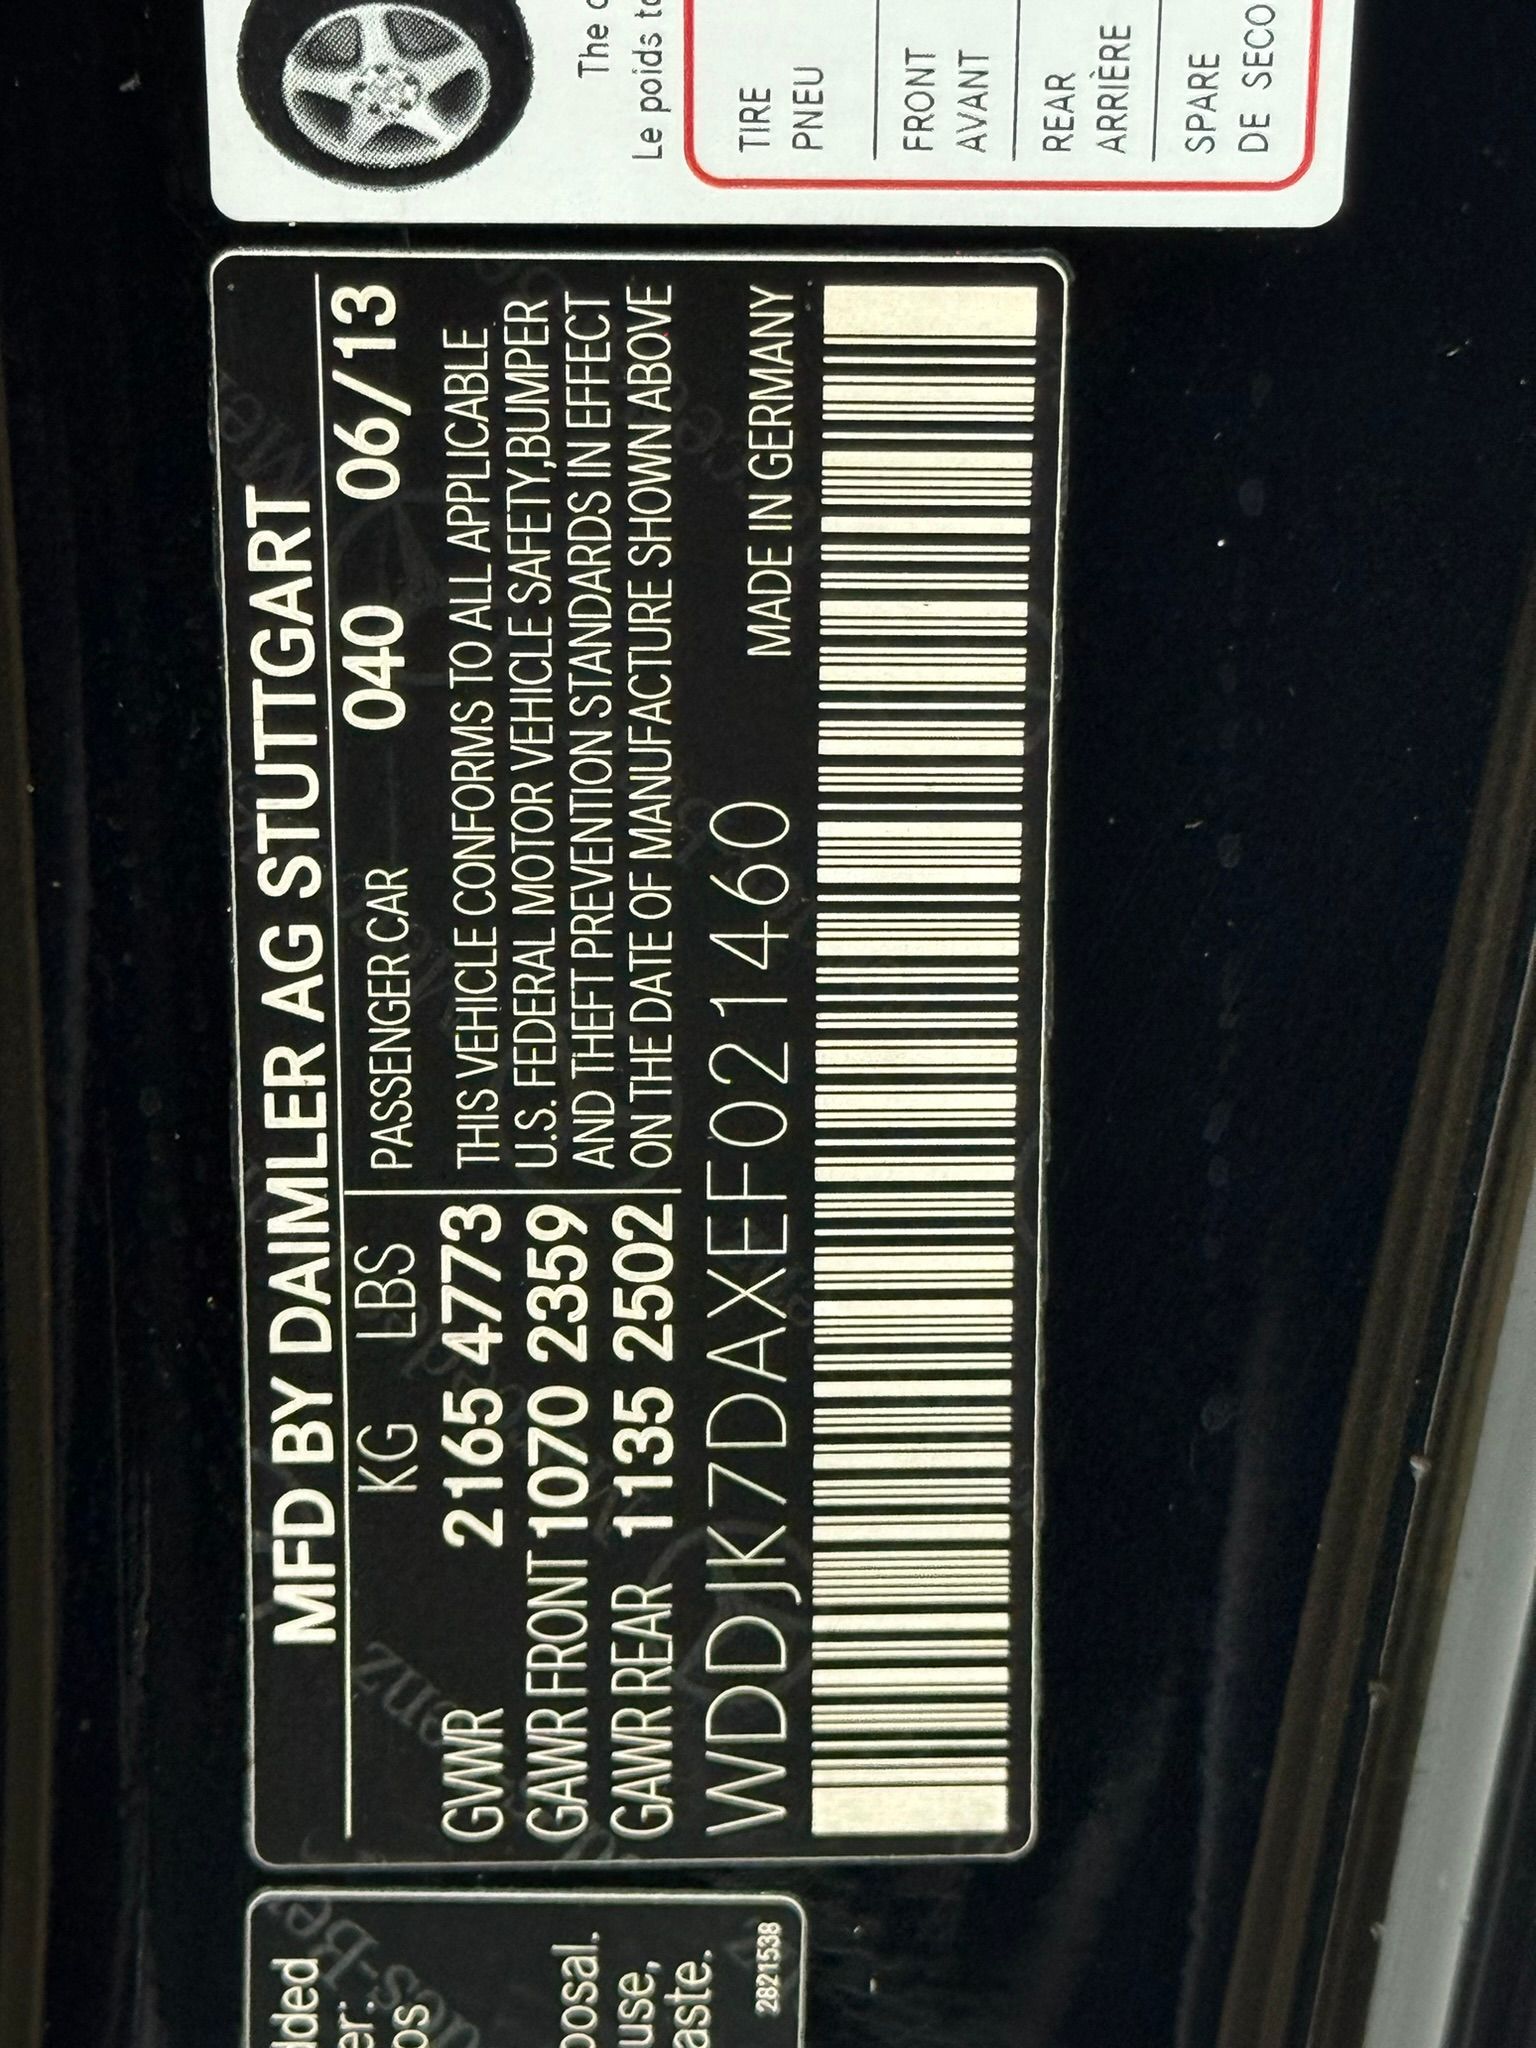 MFD BY DAIMLER AG STUTTGART
KG LBS
GVWR 2165 4773
GAWR FRONT 1070 2359
GAWR REAR 1135 2502
PASSENGER CAR 040 06/13
THIS VEHICLE CONFORMS TO ALL APPLICABLE
U.S. FEDERAL MOTOR VEHICLE SAFETY,BUMPER
AND THEFT PREVENTION STANDARDS IN EFFECT
ON THE DATE OF MANUFACTURE SHOWN ABOVE
WDDJK7DAXEF021460 MADE IN GERMANY
The
Le poids
TIRE
PNEU
FRONT
AVANT
REAR
ARRIÈRE
SPARE
DE SECO
posal.
use,
aste.
2821538